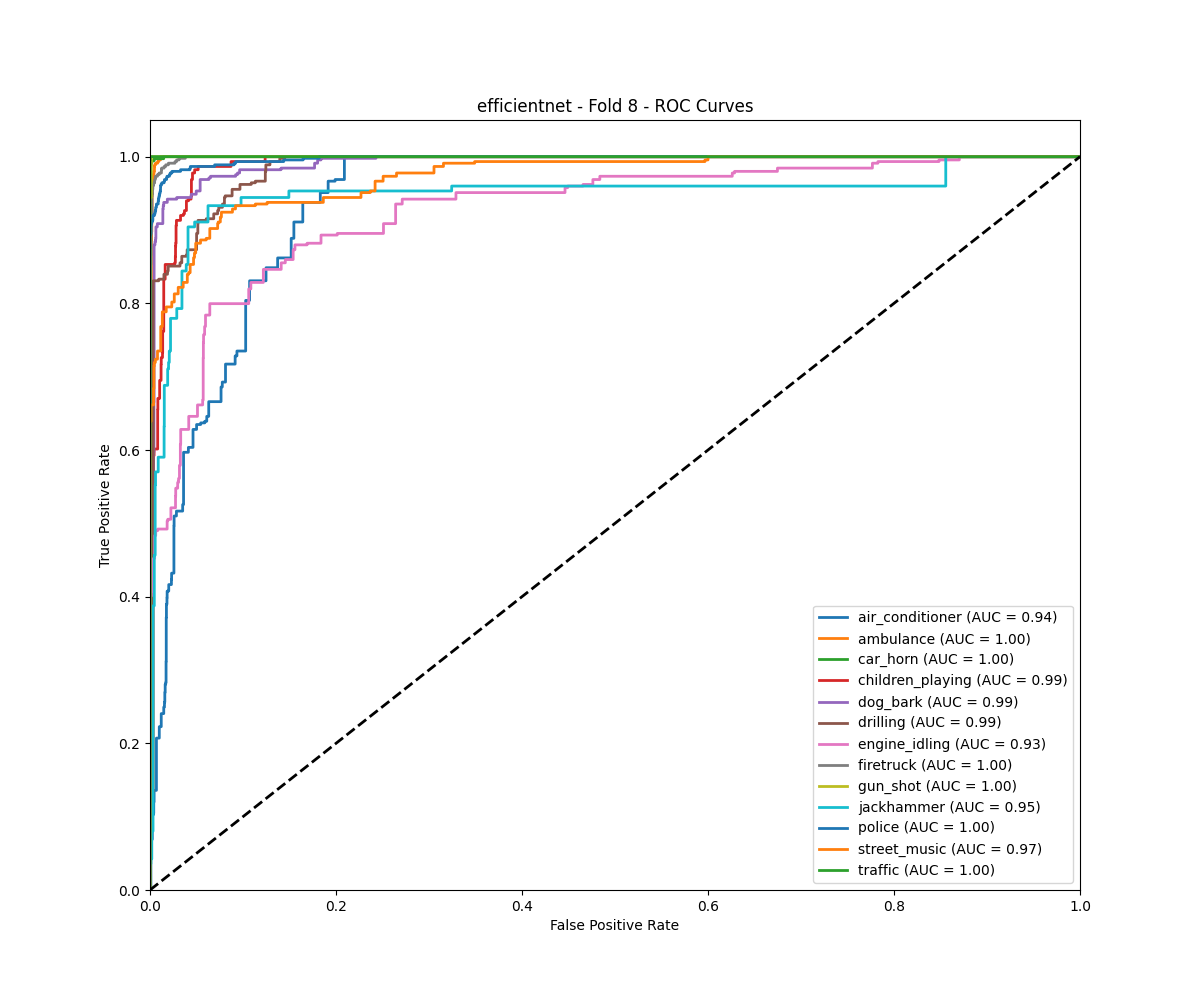 efficientnet - Fold 8 - ROC Curves
True Positive Rate
1.0
0.8
0.6
0.4
0.2
0.0
0.0 0.2 0.4 0.6 0.8 1.0
False Positive Rate
air_conditioner (AUC = 0.94)
ambulance (AUC = 1.00)
car_horn (AUC = 1.00)
children_playing (AUC = 0.99)
dog_bark (AUC = 0.99)
drilling (AUC = 0.99)
engine_idling (AUC = 0.93)
firetruck (AUC = 1.00)
gun_shot (AUC = 1.00)
jackhammer (AUC = 0.95)
police (AUC = 1.00)
street_music (AUC = 0.97)
traffic (AUC = 1.00)